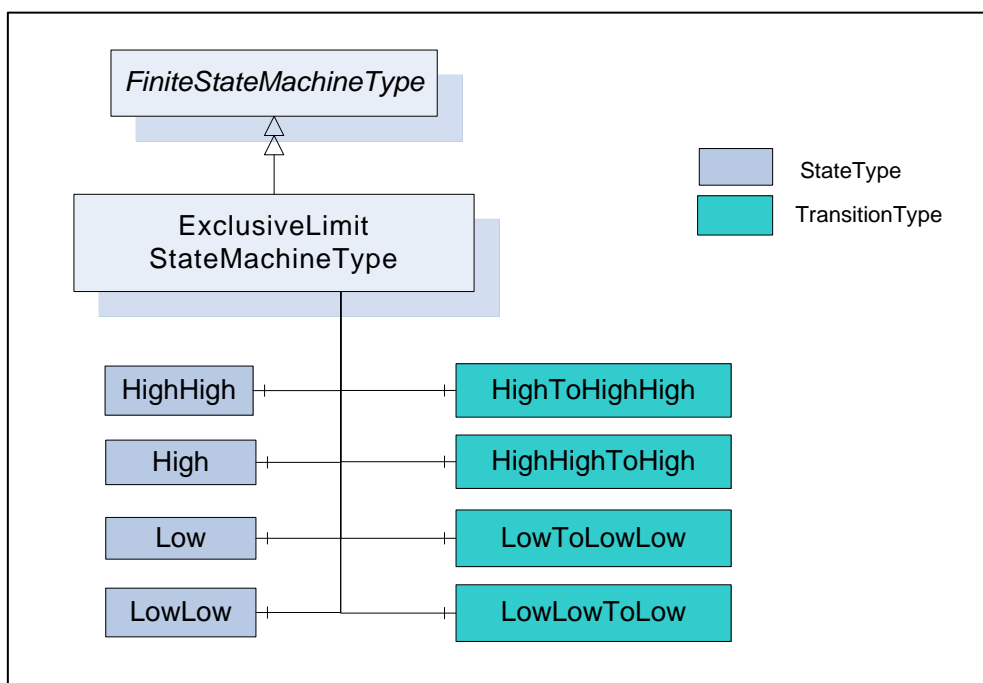 FiniteStateMachineType
StateType
TransitionType
ExclusiveLimit
StateMachineType
HighHigh
HighToHighHigh
High
HighHighToHigh
Low
LowToLowLow
LowLow
LowLowToLow